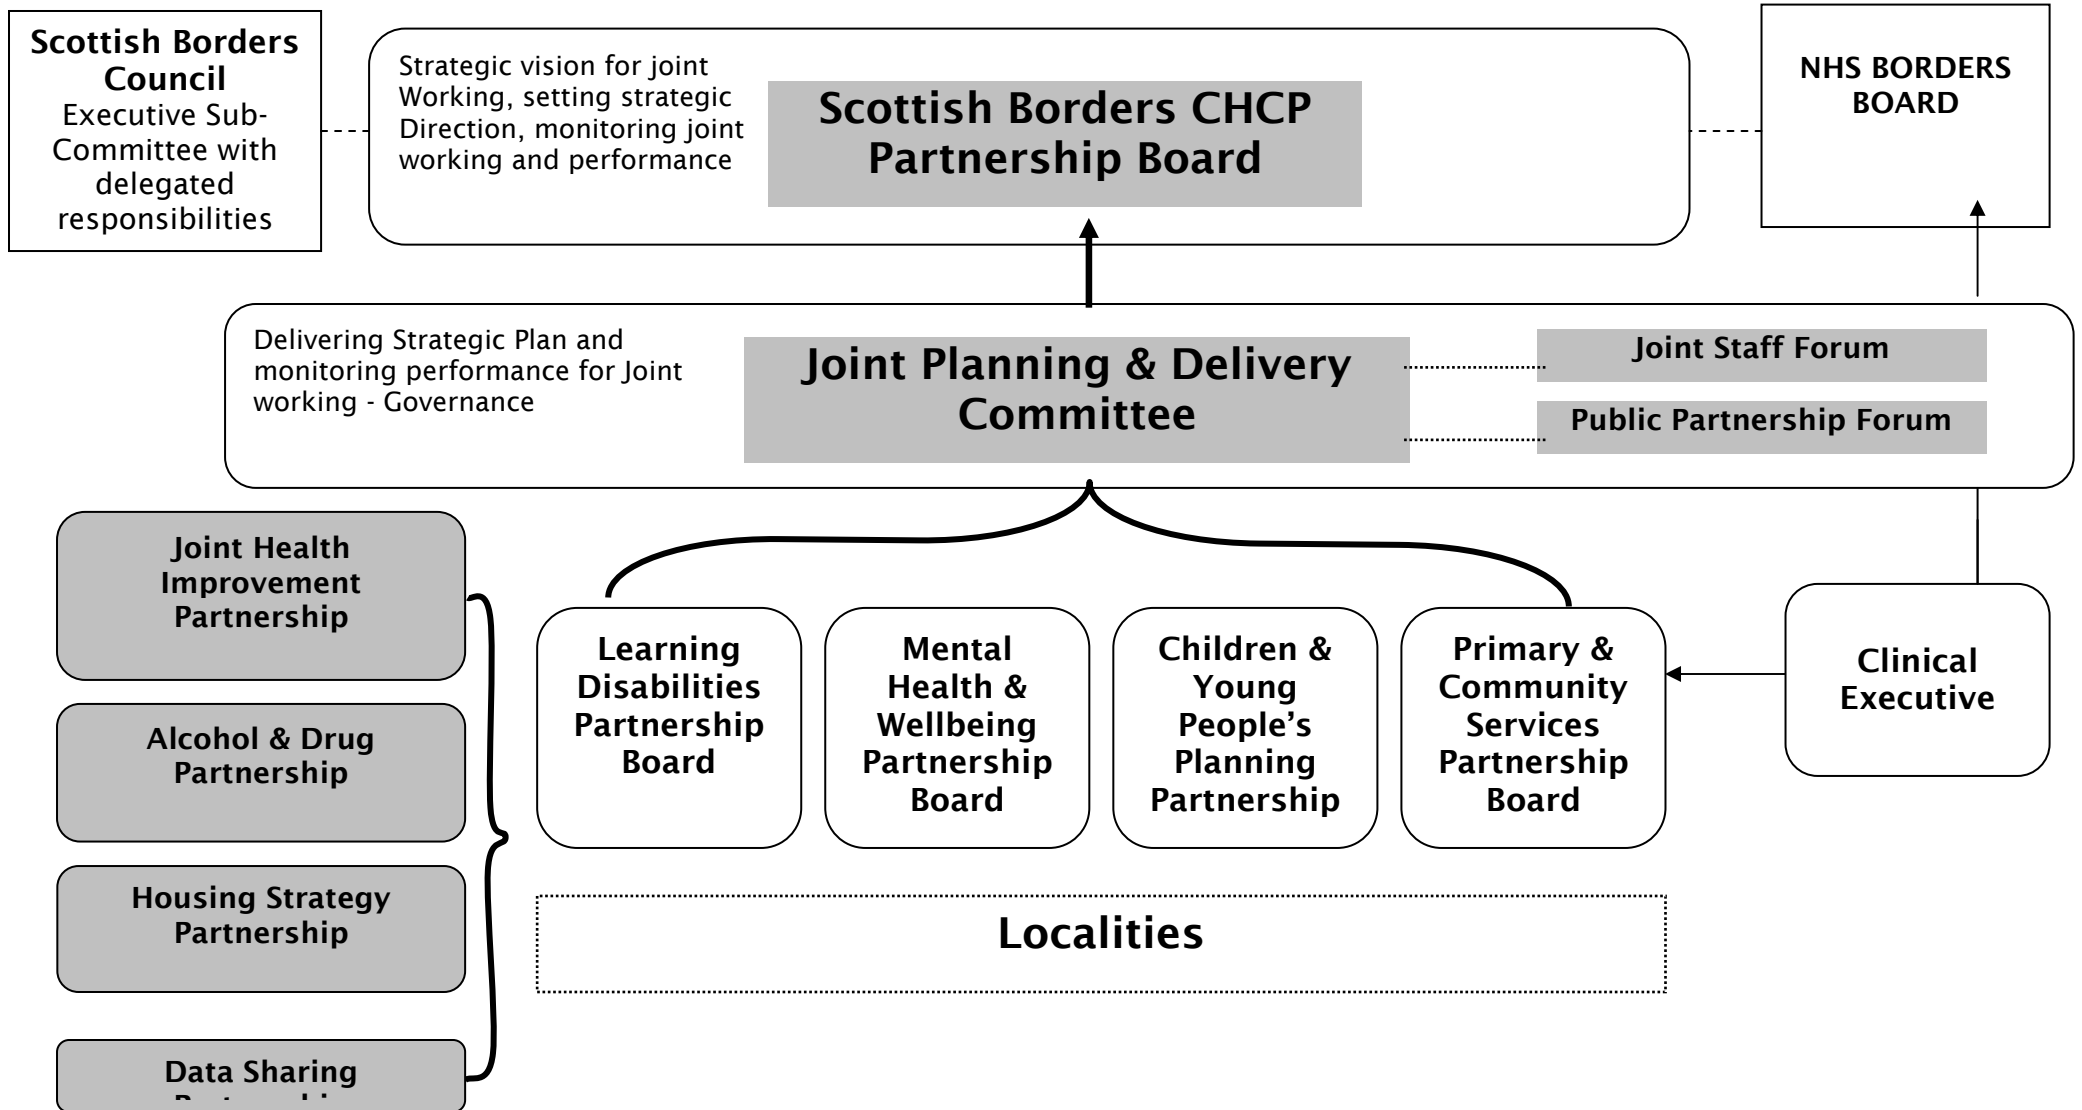 Scottish Borders
Council
Executive Sub-
Committee with
delegated
responsibilities
Strategic vision for joint
Working, setting strategic
Direction, monitoring joint
working and performance
Scottish Borders CHCP
Partnership Board
NHS BORDERS
BOARD
Delivering Strategic Plan and
monitoring performance for Joint
working - Governance
Joint Planning & Delivery
Committee
Joint Staff Forum
Public Partnership Forum
Joint Health
Improvement
Partnership
Alcohol & Drug
Partnership
Housing Strategy
Partnership
Data Sharing
Learning
Disabilities
Partnership
Board
Mental
Health &
Wellbeing
Partnership
Board
Children &
Young
People’s
Planning
Partnership
Primary &
Community
Services
Partnership
Board
Clinical
Executive
Localities